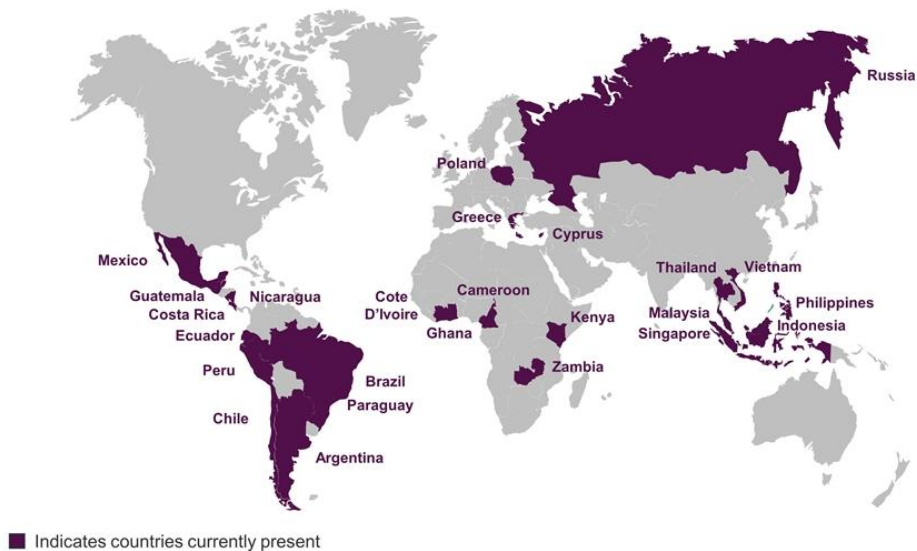 Russia
Poland
Greece
Cyprus
Mexico
Thailand
Vietnam
Guatemala
Nicaragua
Cote
D'Ivoire
Cameroon
Malaysia
Philippines
Costa Rica
Ghana
Kenya
Singapore
Indonesia
Ecuador
Peru
Zambia
Brazil
Paraguay
Chile
Argentina
Indicates countries currently present